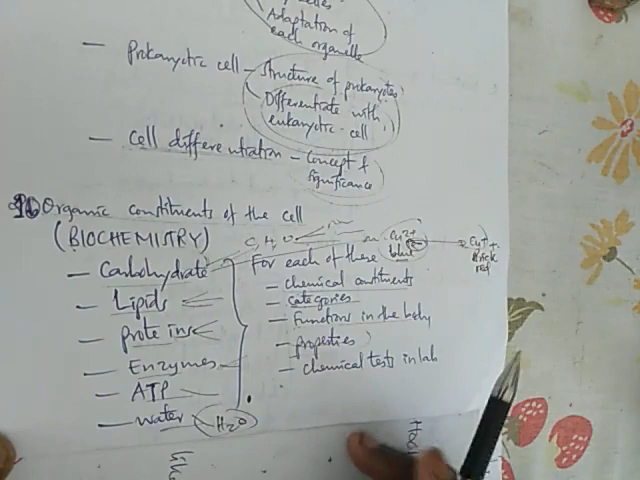 Adaptation of
each organelle
— Prokaryotic cell – Structure of prokaryotes
Differentiate with
eukaryotic cell
— Cell differentiation – Concept &
significance
Organic constituents of the cell
(BIOCHEMISTRY)
C, H, O
Cu2+
blue
Cu+
Brick
red
— Carbohydrate
— Lipids
— proteins
— Enzymes
— ATP
— water H2O
For each of these
– chemical constituents
– categories
– Functions in the body
– properties
– chemical tests in lab